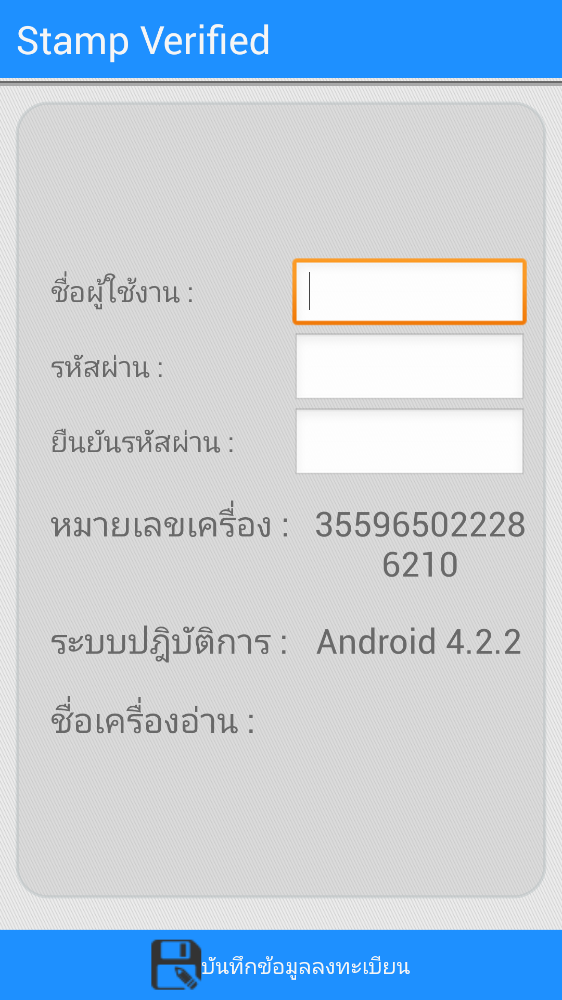 Stamp Verified
ชื่อผู้ใช้งาน :
รหัสผ่าน :
ยืนยันรหัสผ่าน :
หมายเลขเครื่อง : 35596502228
6210
ระบบปฎิบัติการ : Android 4.2.2
ชื่อเครื่องอ่าน :
บันทึกข้อมูลลงทะเบียน